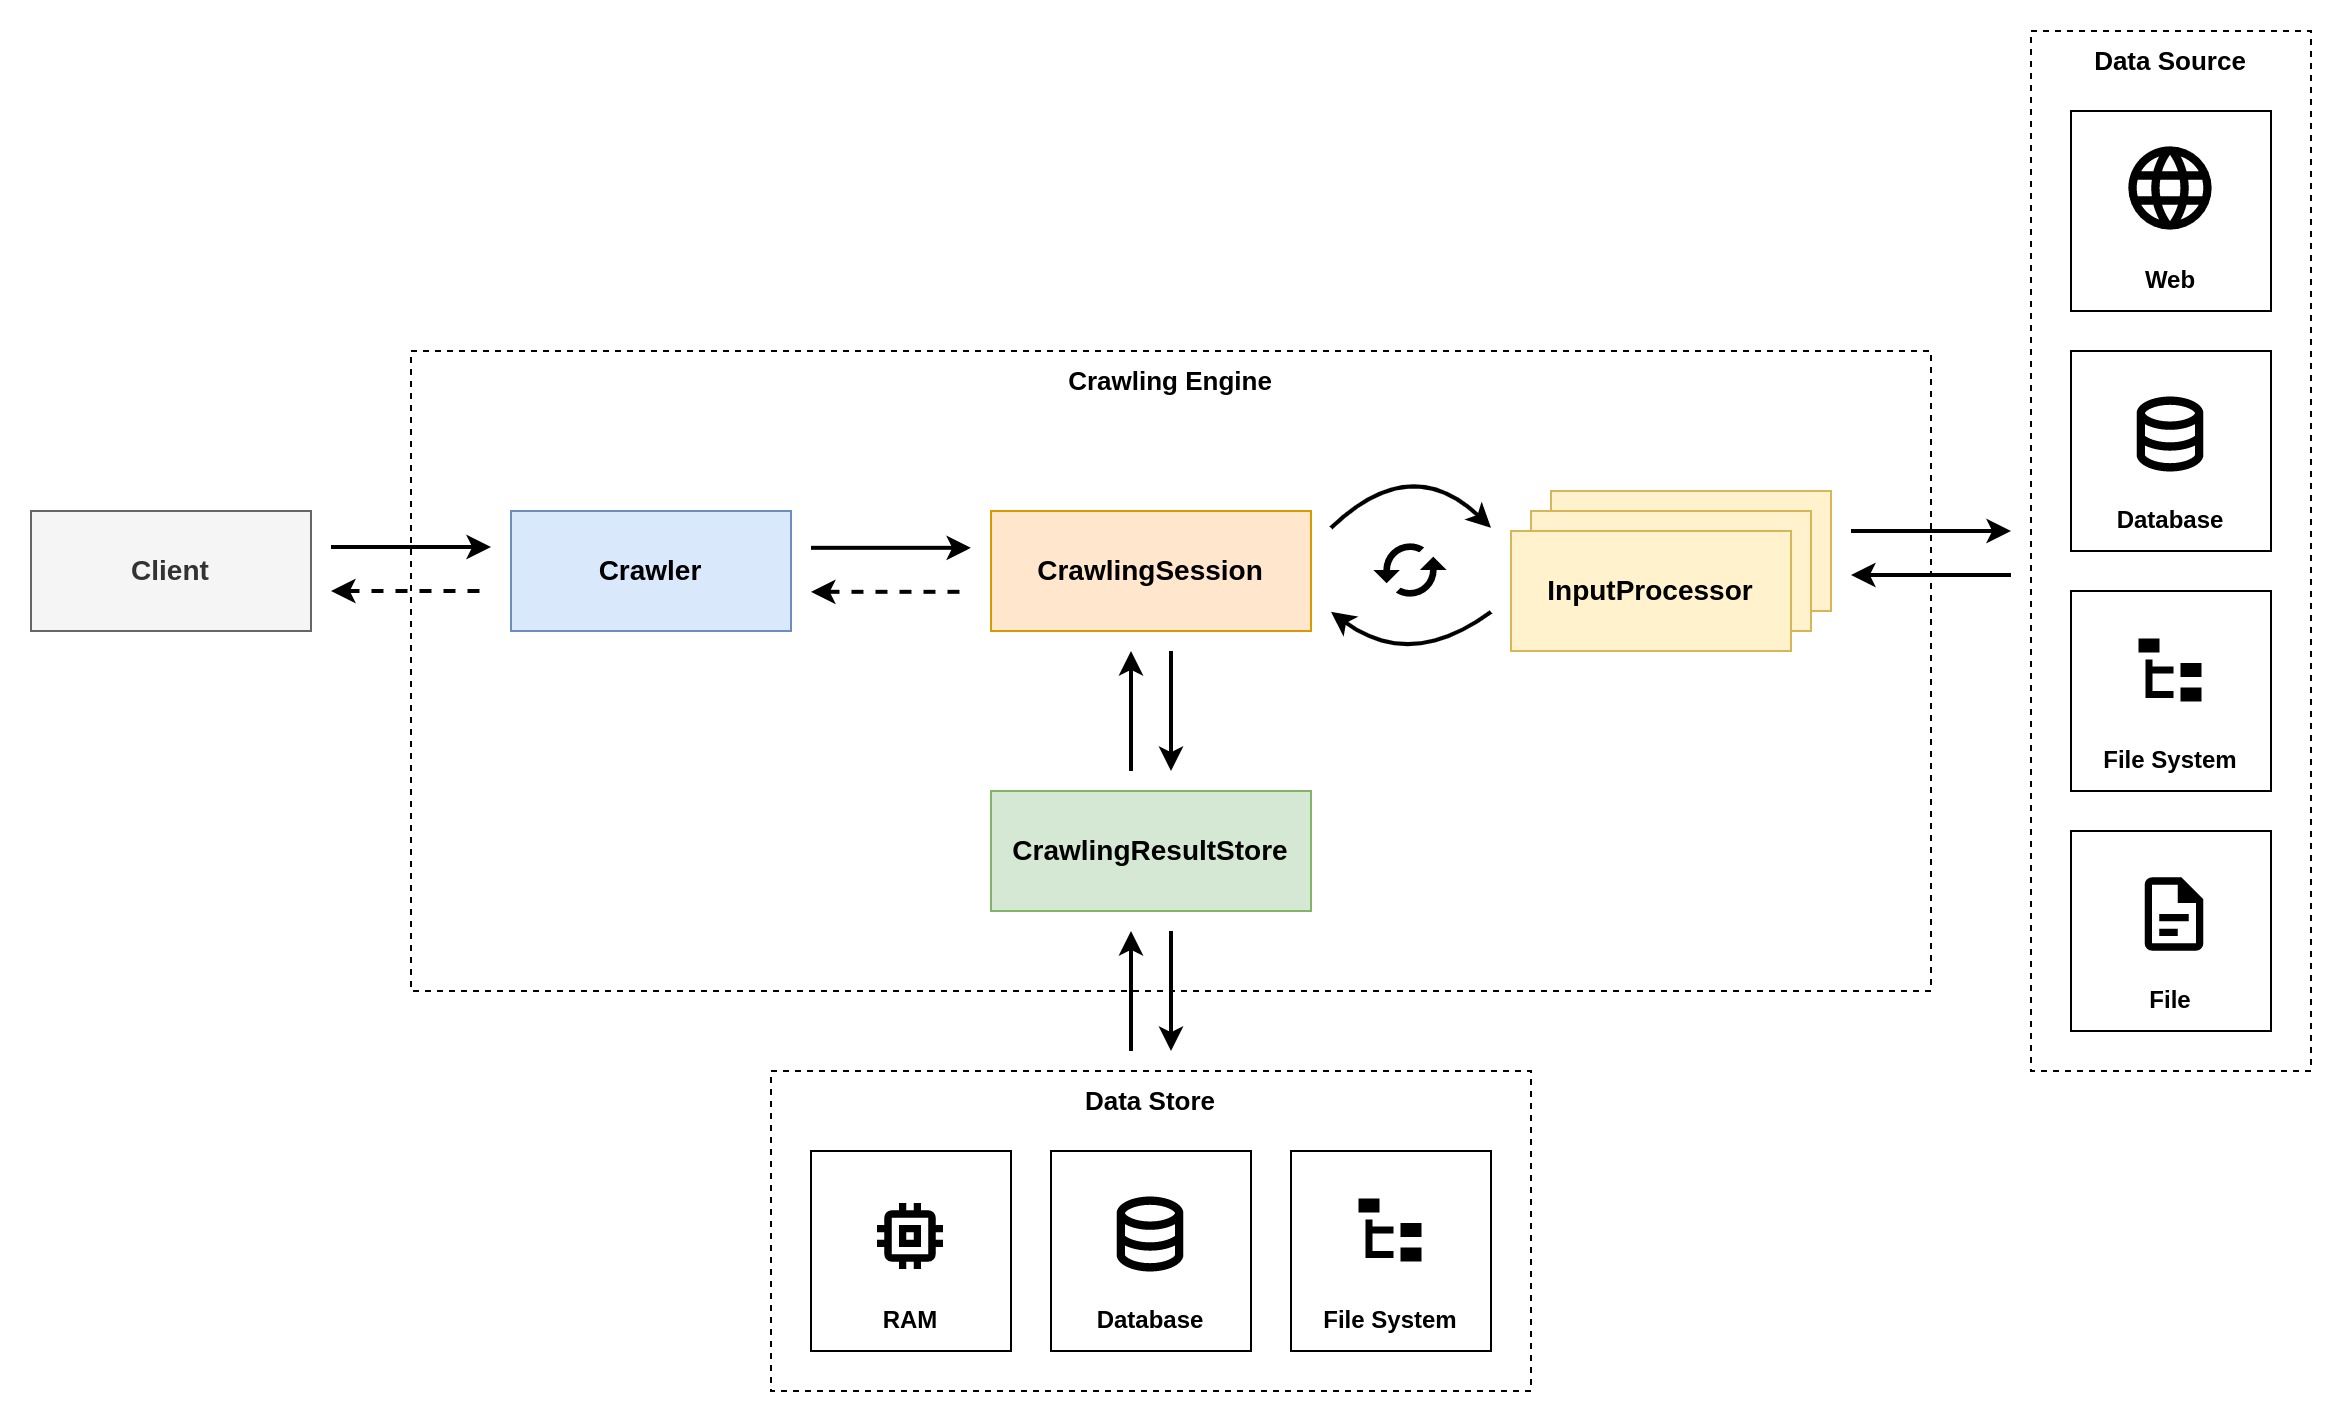 Data Source
Web
Database
File System
File
Crawling Engine
Client
Crawler
CrawlingSession
InputProcessor
CrawlingResultStore
Data Store
RAM
Database
File System